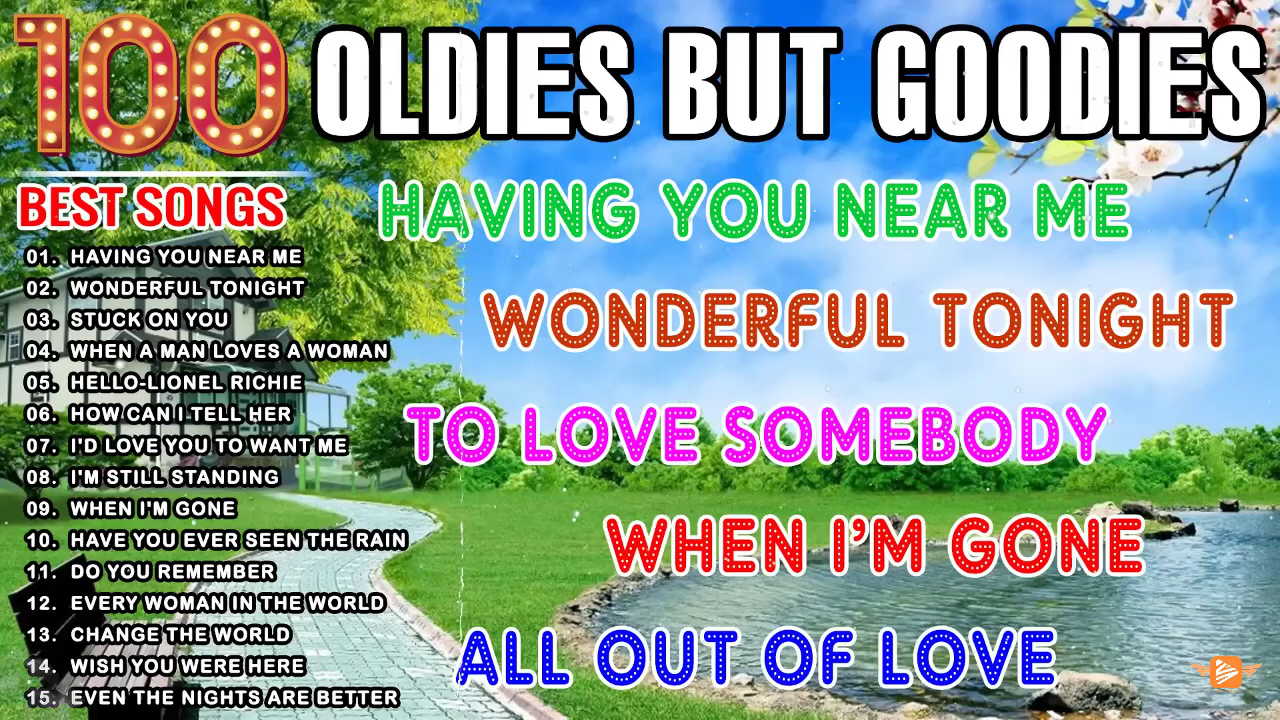 100 OLDIES BUT GOODIES
BEST SONGS
01. HAVING YOU NEAR ME
02. WONDERFUL TONIGHT
03. STUCK ON YOU
04. WHEN A MAN LOVES A WOMAN
05. HELLO-LIONEL RICHIE
06. HOW CAN I TELL HER
07. I'D LOVE YOU TO WANT ME
08. I'M STILL STANDING
09. WHEN I'M GONE
10. HAVE YOU EVER SEEN THE RAIN
11. DO YOU REMEMBER
12. EVERY WOMAN IN THE WORLD
13. CHANGE THE WORLD
14. WISH YOU WERE HERE
15. EVEN THE NIGHTS ARE BETTER
HAVING YOU NEAR ME
WONDERFUL TONIGHT
TO LOVE SOMEBODY
WHEN I’M GONE
ALL OUT OF LOVE